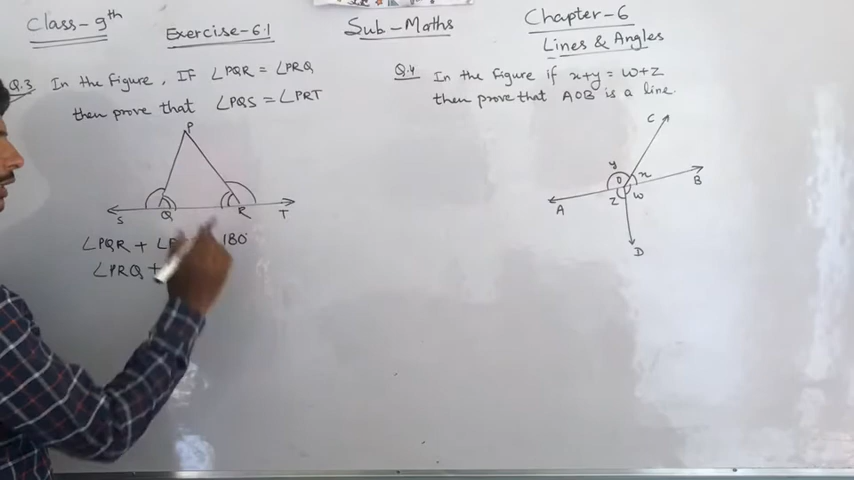 Class-9th
Exercise-6.1
Sub-Maths
Chapter-6
Lines & Angles
Q.3 In the figure, IF ∠PQR = ∠PRQ
then prove that ∠PQS = ∠PRT
P
S Q R T
∠PQR + 180°
∠PRQ +
Q.4 In the figure if x+y = w+z
then prove that AOB is a line.
C
y
O x
B
A
z w
D